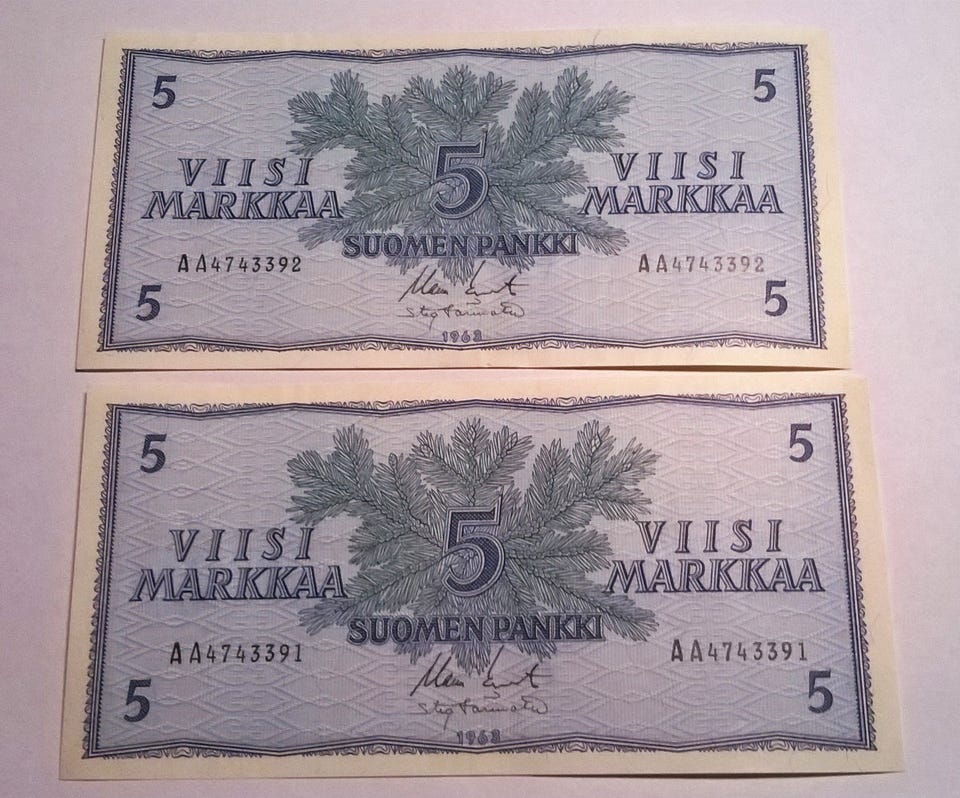 5 5
5
VIISI VIISI
MARKKAA MARKKAA
SUOMEN PANKKI
AA4743392 AA4743392
5 5
1963
5 5
5
VIISI VIISI
MARKKAA MARKKAA
SUOMEN PANKKI
AA4743391 AA4743391
5 5
1963